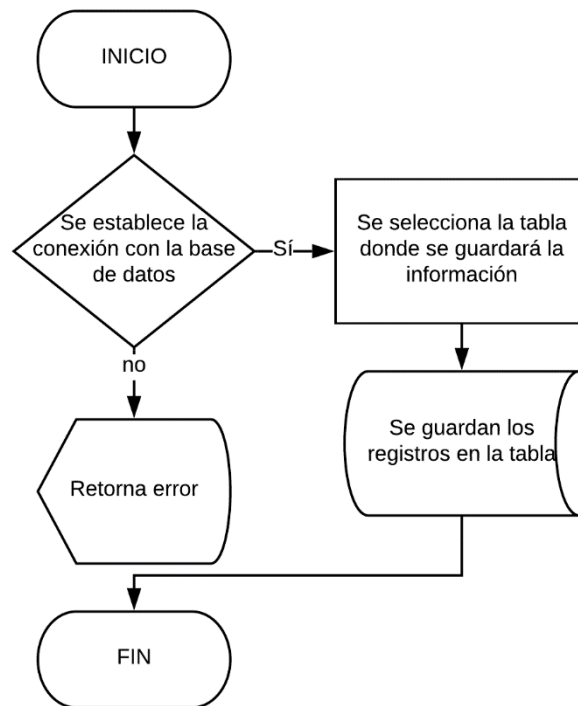 INICIO
Se establece la
conexión con la base
de datos
Sí
Se selecciona la tabla
donde se guardará la
información
no
Se guardan los
registros en la tabla
Retorna error
FIN